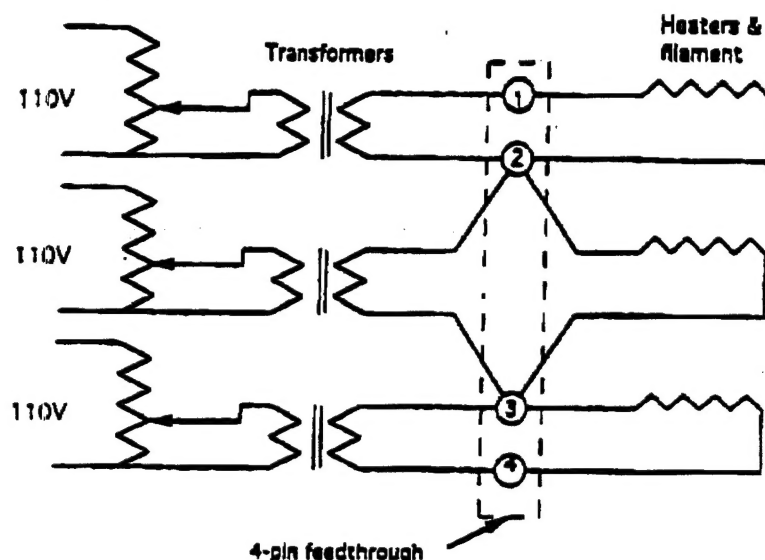 Heaters &
filament
Transformers
110V
1
2
110V
110V
3
4
4-pin feedthrough